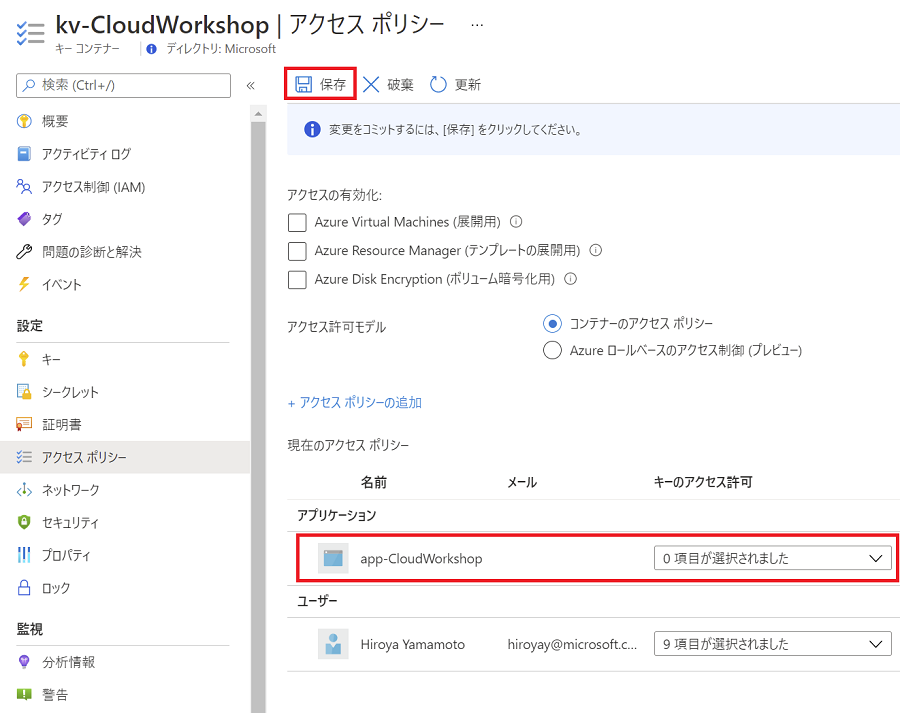 kv-CloudWorkshop | アクセス ポリシー ...
キー コンテナー ディレクトリ: Microsoft
検索 (Ctrl+/)
«
概要
アクティビティ ログ
アクセス制御 (IAM)
タグ
問題の診断と解決
イベント
設定
キー
シークレット
証明書
アクセス ポリシー
ネットワーク
セキュリティ
プロパティ
ロック
監視
分析情報
警告
保存 破棄 更新
変更をコミットするには、[保存] をクリックしてください。
アクセスの有効化:
Azure Virtual Machines (展開用)
Azure Resource Manager (テンプレートの展開用)
Azure Disk Encryption (ボリューム暗号化用)
アクセス許可モデル
コンテナーのアクセス ポリシー
Azure ロールベースのアクセス制御 (プレビュー)
+ アクセス ポリシーの追加
現在のアクセス ポリシー
名前 メール キーのアクセス許可
アプリケーション
app-CloudWorkshop 0 項目が選択されました
ユーザー
Hiroya Yamamoto hiroyay@microsoft.c... 9 項目が選択されました